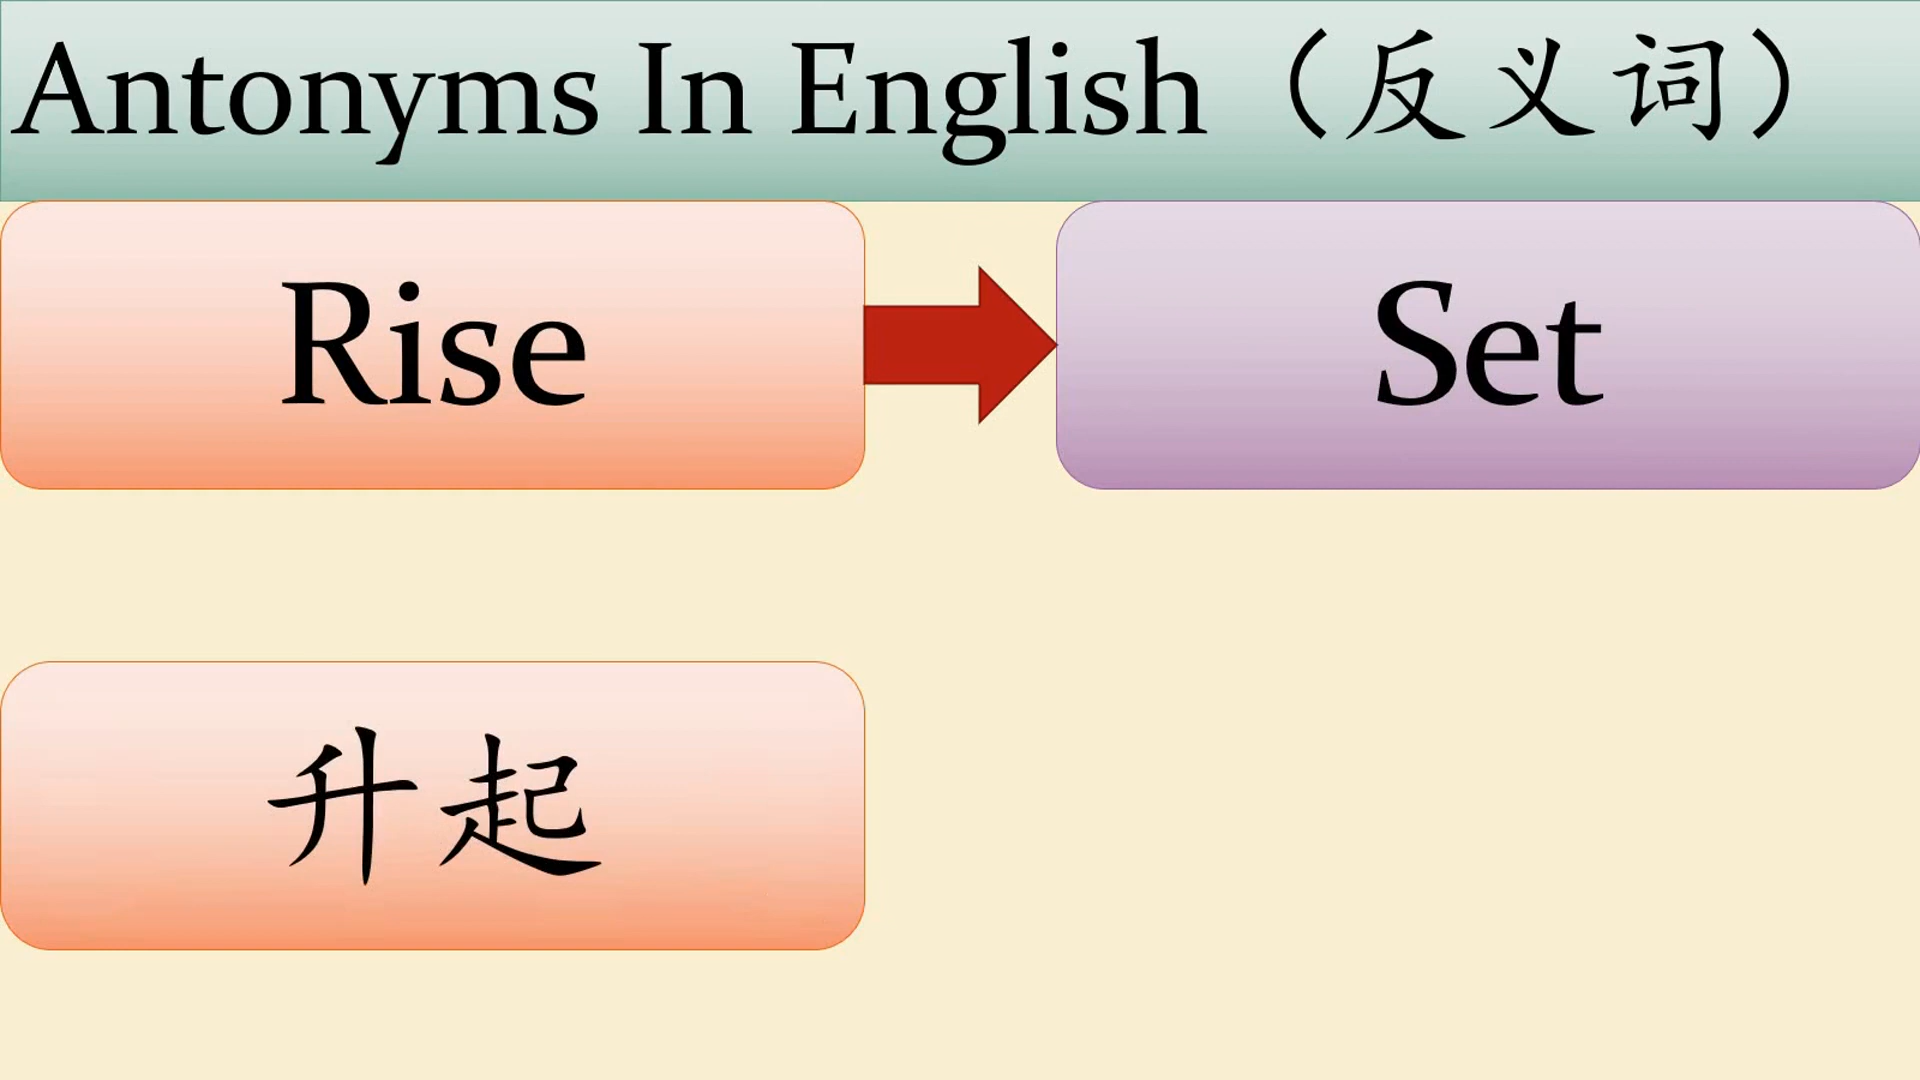 Antonyms In English（反义词）
Rise
Set
升起